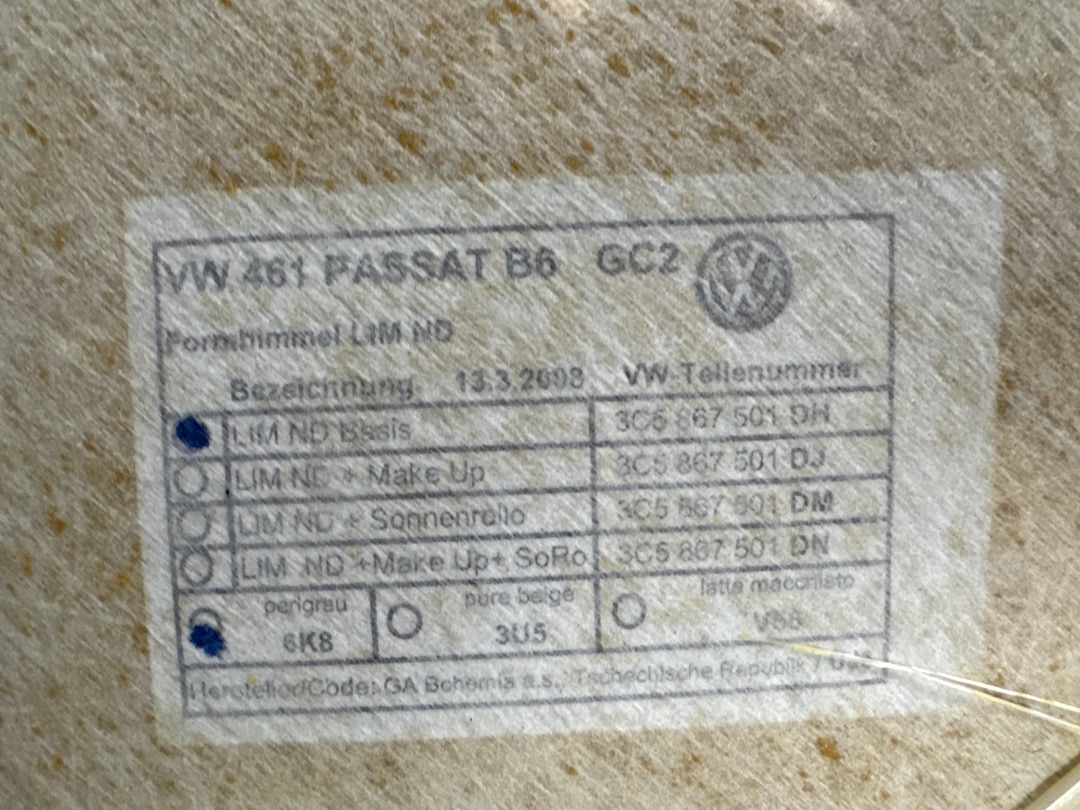 VW 461 PASSAT B6 GC2
Formhimmel LIM ND
Bezeichnung 13.3.2008 VW-Teilenummer
LIM ND Basis 3C5 867 501 DH
LIM ND + Make Up 3C5 867 501 DJ
LIM ND + Sonnenrollo 3C5 867 501 DM
LIM ND +Make Up+ SoRo 3C5 867 501 DN
perlgrau pure beige latte macchiato
6K8 3U5
Hersteller/Code: GA Bohemia a.s., Tschechische Republik /